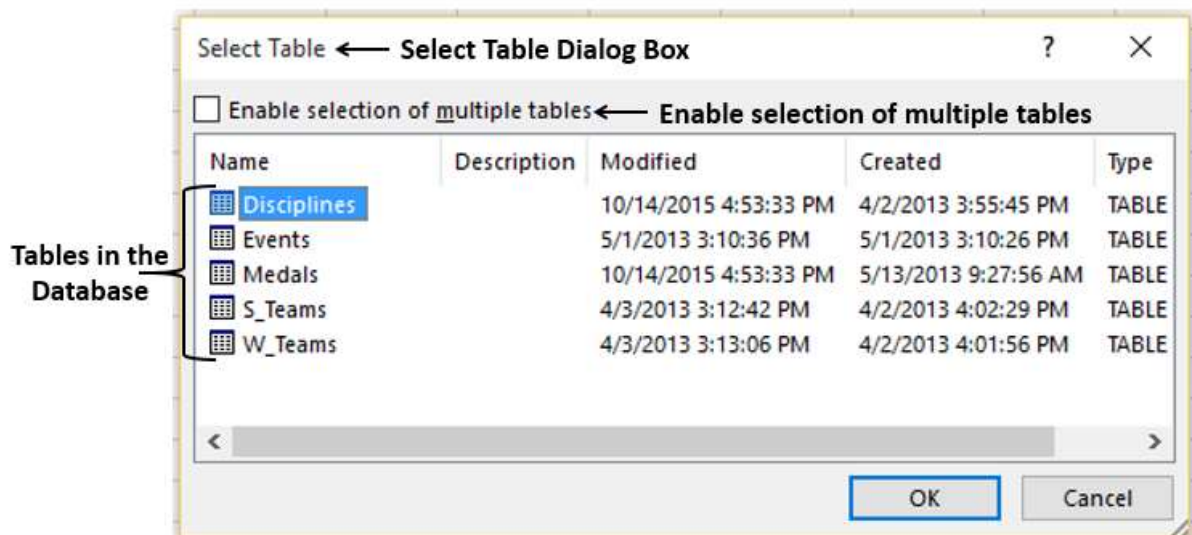 Select Table Select Table Dialog Box ?
Enable selection of multiple tables Enable selection of multiple tables
Name Description Modified Created Type
Disciplines 10/14/2015 4:53:33 PM 4/2/2013 3:55:45 PM TABLE
Events 5/1/2013 3:10:36 PM 5/1/2013 3:10:26 PM TABLE
Medals 10/14/2015 4:53:33 PM 5/13/2013 9:27:56 AM TABLE
S_Teams 4/3/2013 3:12:42 PM 4/2/2013 4:02:29 PM TABLE
W_Teams 4/3/2013 3:13:06 PM 4/2/2013 4:01:56 PM TABLE
Tables in the
Database
OK Cancel